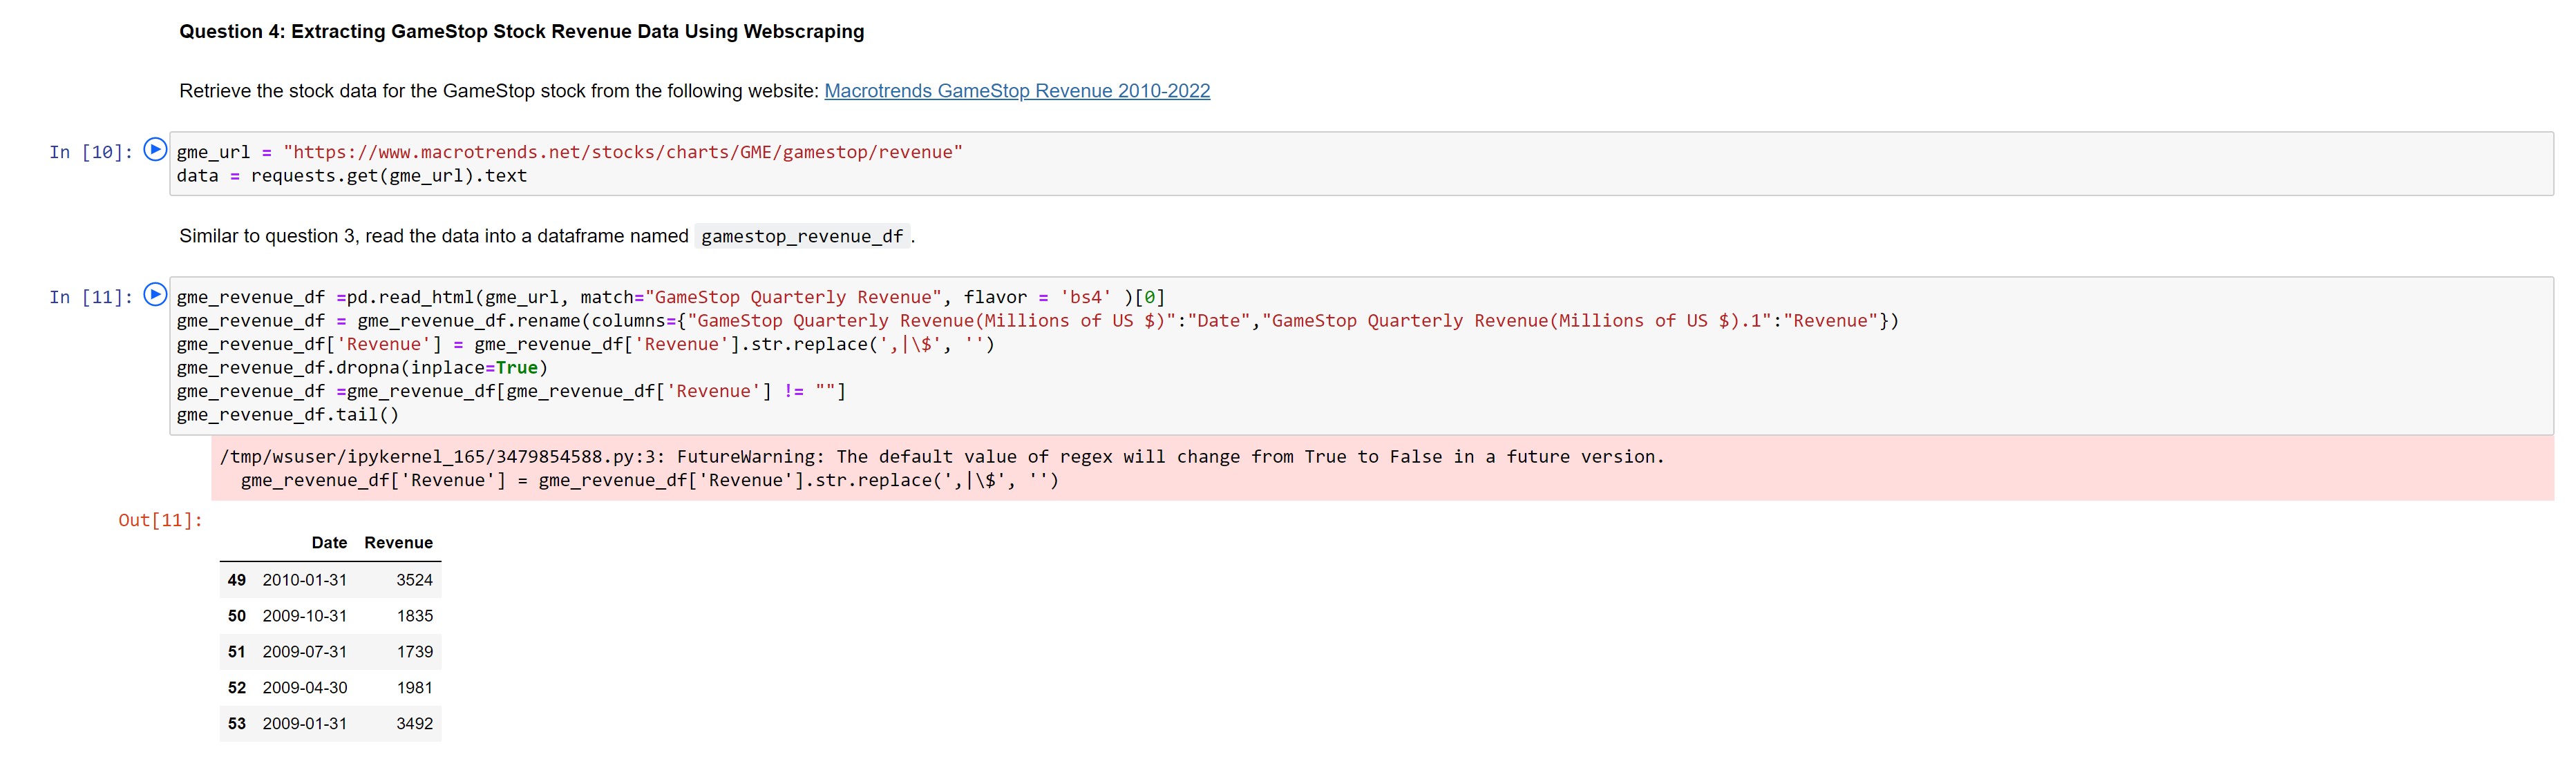 Question 4: Extracting GameStop Stock Revenue Data Using Webscraping
Retrieve the stock data for the GameStop stock from the following website: Macrotrends GameStop Revenue 2010-2022
In [10]: gme_url = "https://www.macrotrends.net/stocks/charts/GME/gamestop/revenue"
data = requests.get(gme_url).text
Similar to question 3, read the data into a dataframe named gamestop_revenue_df .
In [11]: gme_revenue_df =pd.read_html(gme_url, match="GameStop Quarterly Revenue", flavor = 'bs4' )[0]
gme_revenue_df = gme_revenue_df.rename(columns={"GameStop Quarterly Revenue(Millions of US $)":"Date","GameStop Quarterly Revenue(Millions of US $).1":"Revenue"})
gme_revenue_df['Revenue'] = gme_revenue_df['Revenue'].str.replace(',|\$', '')
gme_revenue_df.dropna(inplace=True)
gme_revenue_df =gme_revenue_df[gme_revenue_df['Revenue'] != ""]
gme_revenue_df.tail()
/tmp/wsuser/ipykernel_165/3479854588.py:3: FutureWarning: The default value of regex will change from True to False in a future version.
gme_revenue_df['Revenue'] = gme_revenue_df['Revenue'].str.replace(',|\$', '')
Out[11]:
Date Revenue
49 2010-01-31 3524
50 2009-10-31 1835
51 2009-07-31 1739
52 2009-04-30 1981
53 2009-01-31 3492